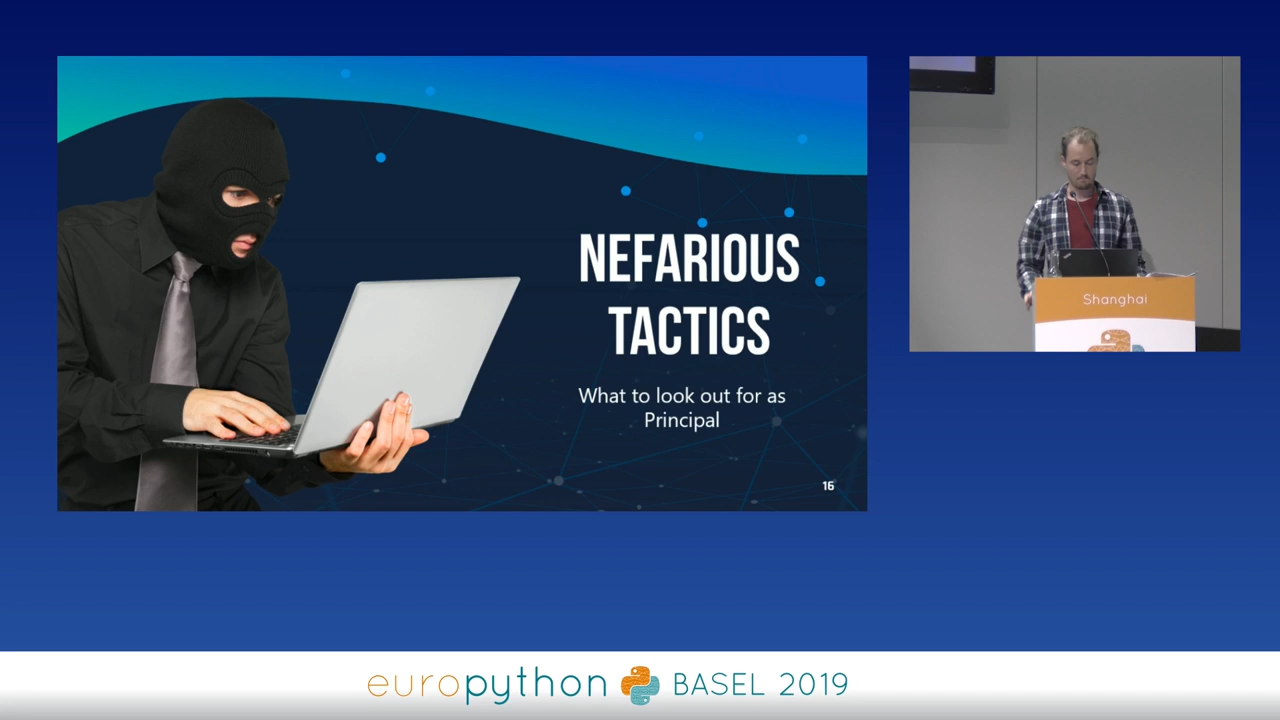 NEFARIOUS
TACTICS
What to look out for as
Principal
16
Shanghai
europython BASEL 2019